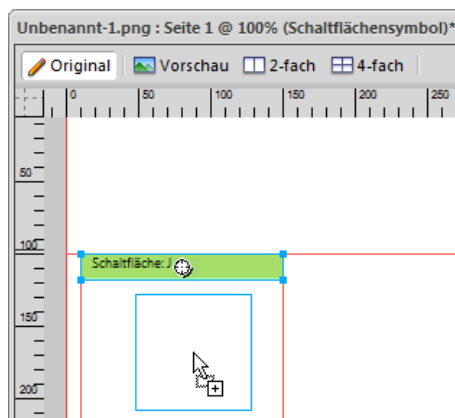 Unbenannt-1.png : Seite 1 @ 100% (Schaltflächensymbol)*
Original Vorschau 2-fach 4-fach
0 50 100 150 200 250
50
100
Schaltfläche: J
150
200